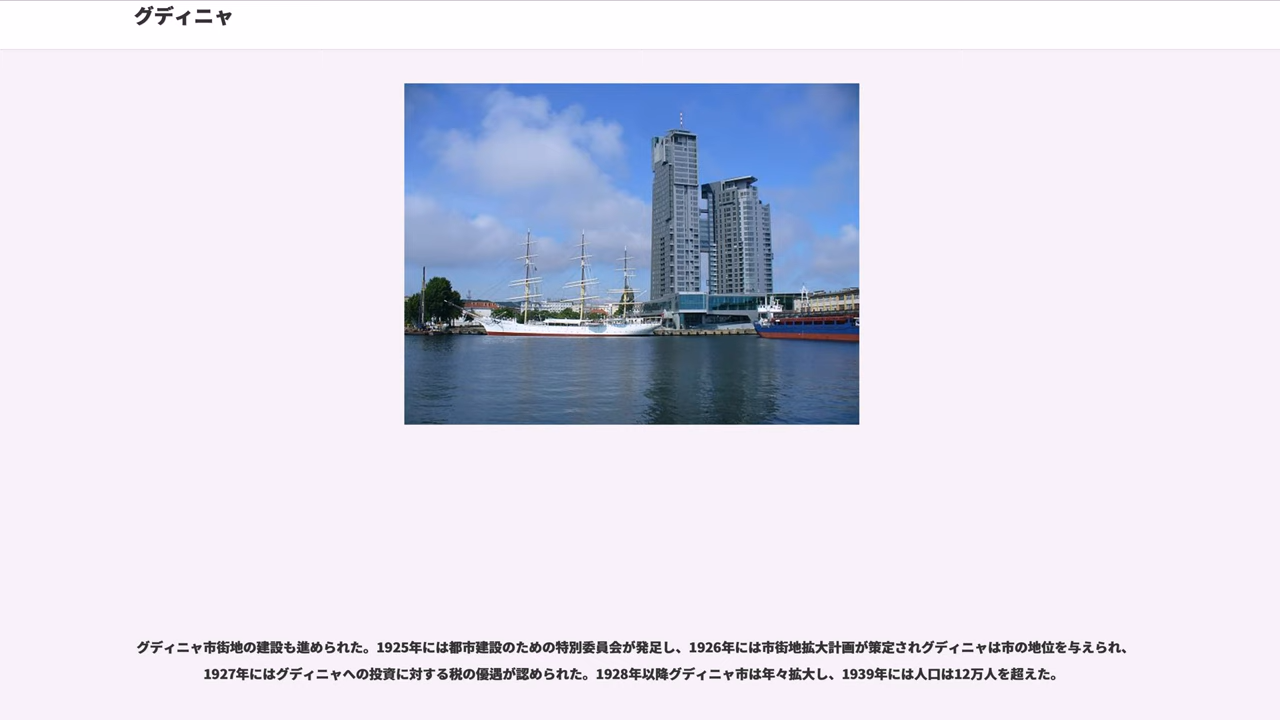 グディニャ
グディニャ市街地の建設も進められた。1925年には都市建設のための特別委員会が発足し、1926年には市街地拡大計画が策定されグディニャは市の地位を与えられ、
1927年にはグディニャへの投資に対する税の優遇が認められた。1928年以降グディニャ市は年々拡大し、1939年には人口は12万人を超えた。